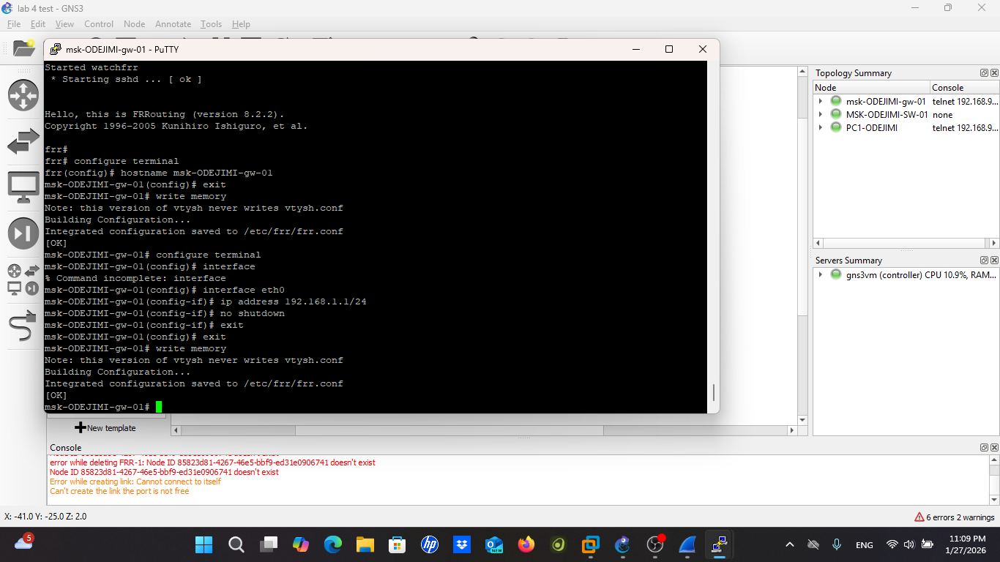 lab 4 test - GNS3
File Edit View Control Node Annotate Tools Help
msk-ODEJIMI-gw-01 - PuTTY
Started watchfrr
* Starting sshd ... [ ok ]
Hello, this is FRRouting (version 8.2.2).
Copyright 1996-2005 Kunihiro Ishiguro, et al.
frr#
frr# configure terminal
frr(config)# hostname msk-ODEJIMI-gw-01
msk-ODEJIMI-gw-01(config)# exit
msk-ODEJIMI-gw-01# write memory
Note: this version of vtysh never writes vtysh.conf
Building Configuration...
Integrated configuration saved to /etc/frr/frr.conf
[OK]
msk-ODEJIMI-gw-01# configure terminal
msk-ODEJIMI-gw-01(config)# interface
% Command incomplete: interface
msk-ODEJIMI-gw-01(config)# interface eth0
msk-ODEJIMI-gw-01(config-if)# ip address 192.168.1.1/24
msk-ODEJIMI-gw-01(config-if)# no shutdown
msk-ODEJIMI-gw-01(config-if)# exit
msk-ODEJIMI-gw-01(config)# exit
msk-ODEJIMI-gw-01# write memory
Note: this version of vtysh never writes vtysh.conf
Building Configuration...
Integrated configuration saved to /etc/frr/frr.conf
[OK]
msk-ODEJIMI-gw-01#
New template
Topology Summary
Node Console
msk-ODEJIMI-gw-01 telnet 192.168.9...
MSK-ODEJIMI-SW-01 none
PC1-ODEJIMI telnet 192.168.9...
Servers Summary
gns3vm (controller) CPU 10.9%, RAM...
Console
error while deleting FRR-1: Node ID 85823d81-4267-46e5-bbf9-ed31e0906741 doesn't exist
Node ID 85823d81-4267-46e5-bbf9-ed31e0906741 doesn't exist
Error while creating link: Cannot connect to itself
Can't create the link the port is not free
X: -41.0 Y: -25.0 Z: 2.0
6 errors 2 warnings
5
hp
NEW
ENG
11:09 PM
1/27/2026